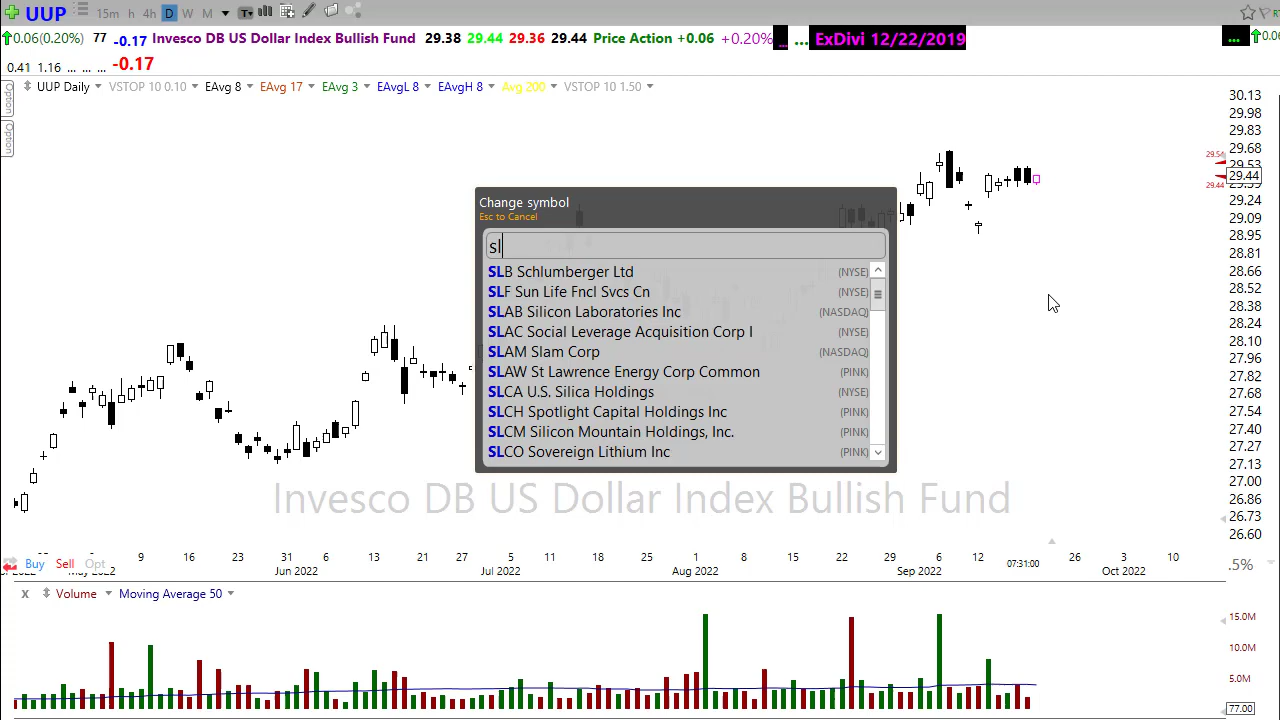 UUP 15m h 4h D W M T
0.06(0.20% 77 -0.17 Invesco DB US Dollar Index Bullish Fund 29.38 29.44 29.36 29.44 Price Action +0.06 +0.20% ... ... ExDivi 12/22/2019 ... 0.06
0.41 1.16 ... ... ... -0.17
UUP Daily VSTOP 10 0.10 EAvg 8 EAvg 17 EAvg 3 EAvgL 8 EAvgH 8 Avg 200 VSTOP 10 1.50
Option
Option
30.13
29.98
29.83
29.68
29.54
29.53
29.44
29.44
29.24
29.09
28.95
28.81
28.66
28.52
28.38
28.24
28.10
27.96
27.82
27.68
27.54
27.40
27.27
27.13
27.00
26.86
26.73
26.60
Change symbol
Esc to Cancel
sl
SLB Schlumberger Ltd (NYSE)
SLF Sun Life Fncl Svcs Cn (NYSE)
SLAB Silicon Laboratories Inc (NASDAQ)
SLAC Social Leverage Acquisition Corp I (NYSE)
SLAM Slam Corp (NASDAQ)
SLAW St Lawrence Energy Corp Common (PINK)
SLCA U.S. Silica Holdings (NYSE)
SLCH Spotlight Capital Holdings Inc (PINK)
SLCM Silicon Mountain Holdings, Inc. (PINK)
SLCO Sovereign Lithium Inc (PINK)
Invesco DB US Dollar Index Bullish Fund
9 16 23 31 6 13 21 27 5 11 18 25 1 8 15 22 29 6 12 26 3 10
Buy Sell Opt
May 2022 Jun 2022 Jul 2022 Aug 2022 Sep 2022 07:31:00 Oct 2022
.5%
x Volume Moving Average 50
15.0M
10.0M
5.0M
77.00